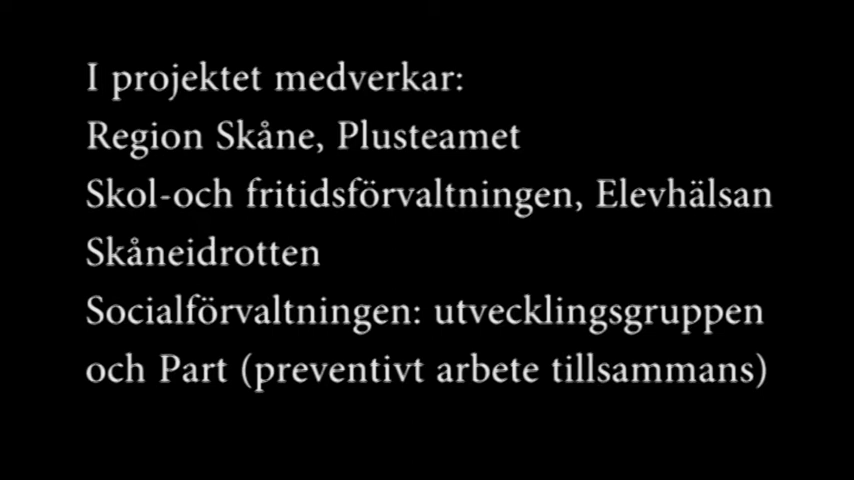 I projektet medverkar:
Region Skåne, Plusteamet
Skol-och fritidsförvaltningen, Elevhälsan
Skåneidrotten
Socialförvaltningen: utvecklingsgruppen
och Part (preventivt arbete tillsammans)